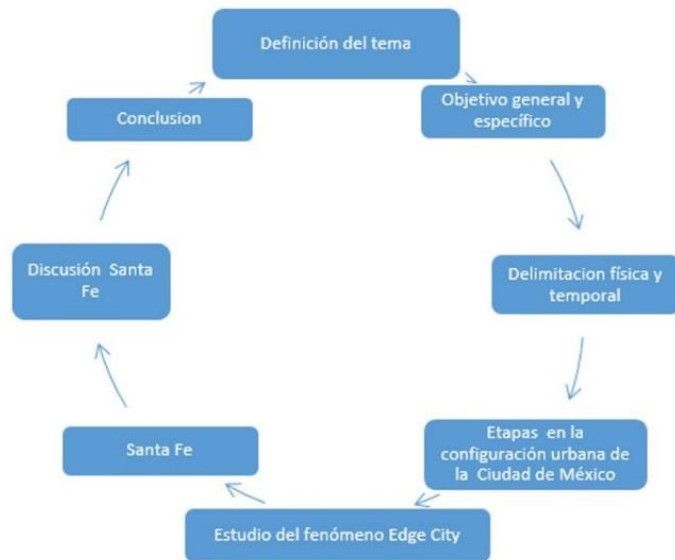 Definición del tema
Objetivo general y
específico
Delimitacion física y
temporal
Etapas en la
configuración urbana de
la Ciudad de México
Estudio del fenómeno Edge City
Santa Fe
Discusión Santa
Fe
Conclusion